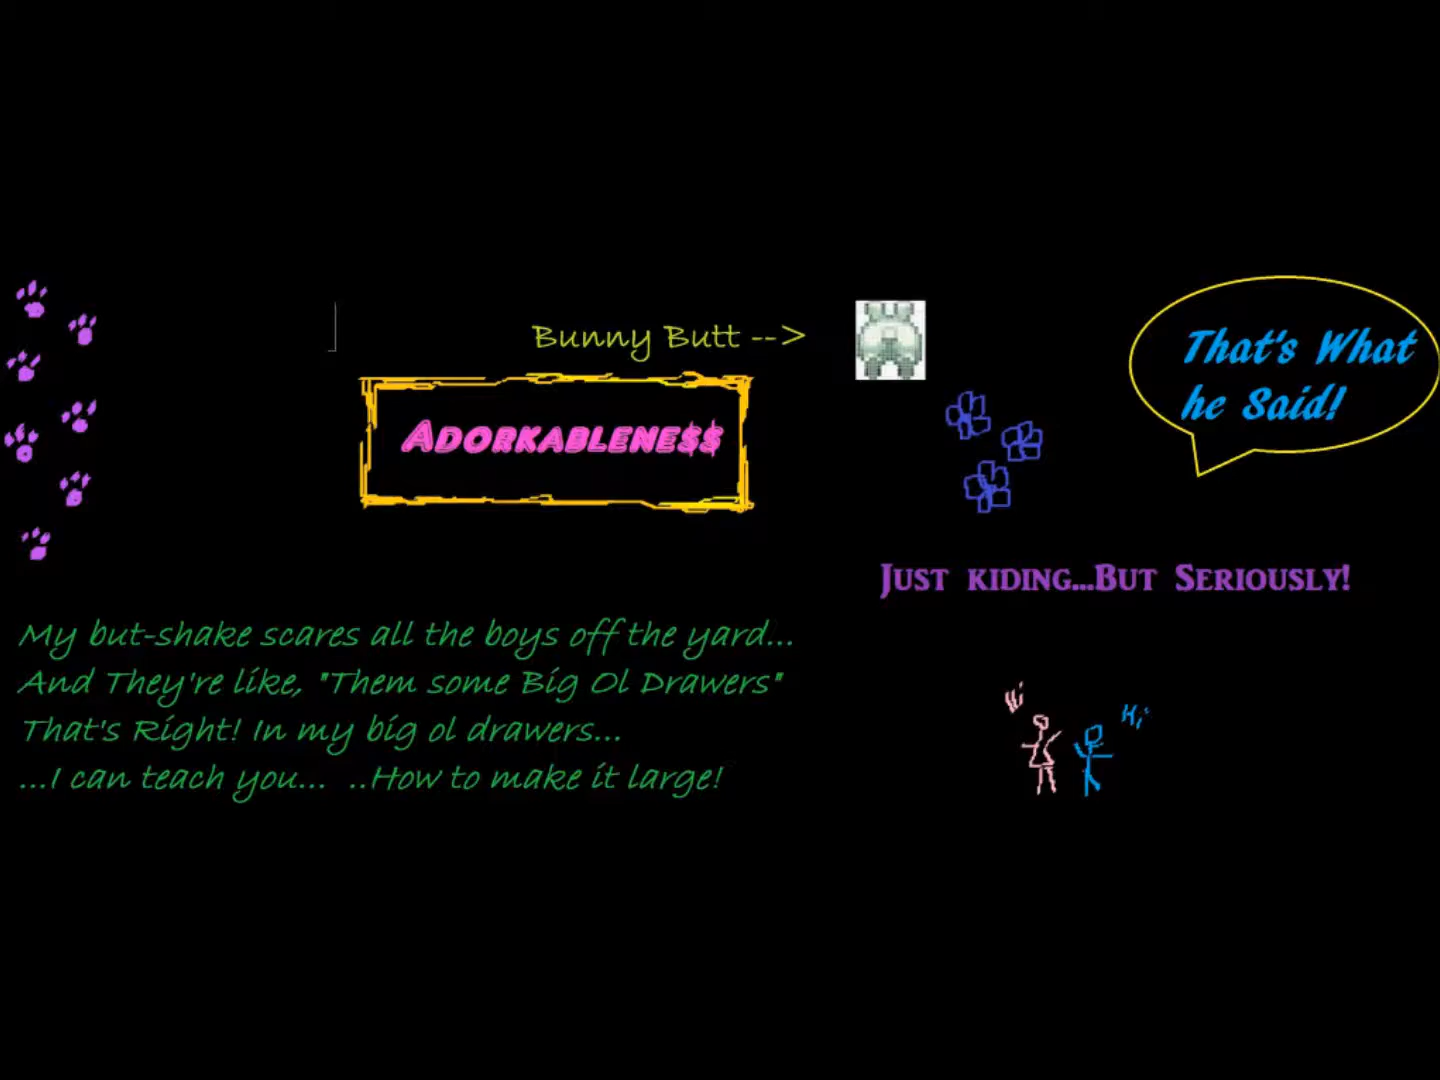 Bunny Butt -->
ADORKABLENE$$
That's What
he Said!
JUST KIDING...BUT SERIOUSLY!
My but-shake scares all the boys off the yard...
And They're like, "Them some Big Ol Drawers"
That's Right! In my big ol drawers...
...I can teach you... ..How to make it large!
Hi
Hi